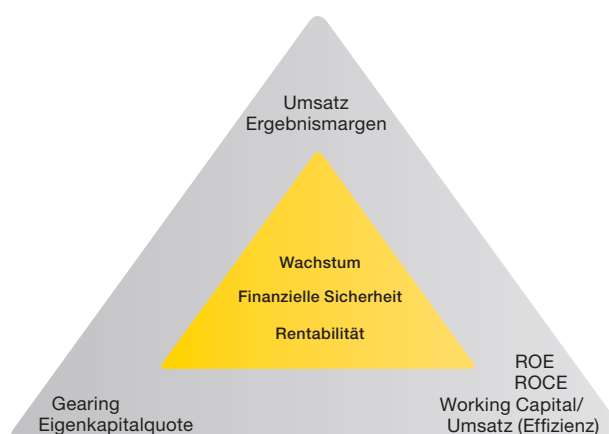 Umsatz
Ergebnismargen
Wachstum
Finanzielle Sicherheit
Rentabilität
Gearing
Eigenkapitalquote
ROE
ROCE
Working Capital/
Umsatz (Effizienz)